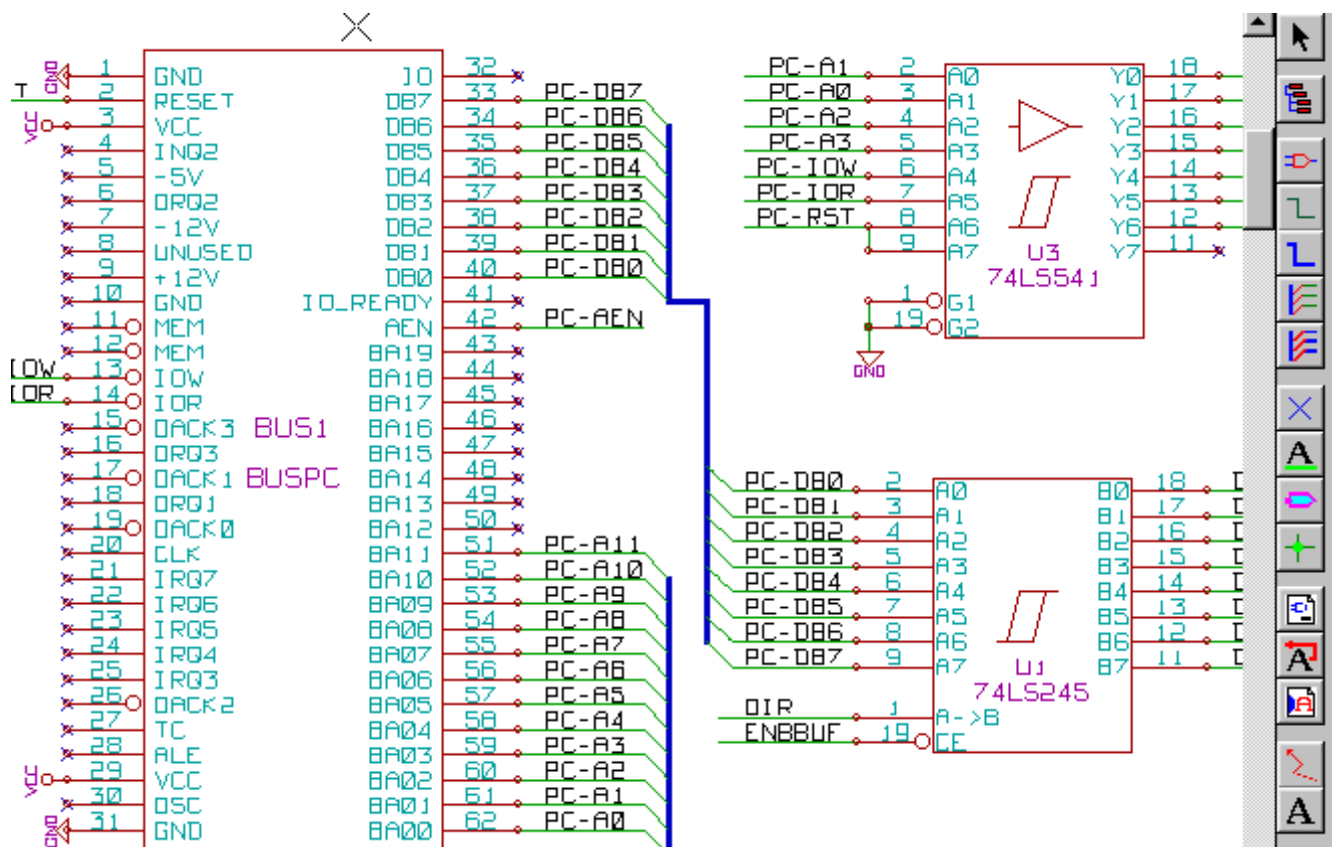 GND 1 GND IO 32
T 2 RESET DB7 33 PC-DB7
VCC 3 VCC DB6 34 PC-DB6
4 INQ2 DB5 35 PC-DB5
5 -5V DB4 36 PC-DB4
6 DRQ2 DB3 37 PC-DB3
7 -12V DB2 38 PC-DB2
8 UNUSED DB1 39 PC-DB1
9 +12V DB0 40 PC-DB0
10 GND IO_READY 41
11 MEM AEN 42 PC-AEN
12 MEM BA19 43
IOW 13 IOW BA18 44
IOR 14 IOR BA17 45
15 DACK3 BUS1 BA16 46
16 DRQ3 BA15 47
17 DACK1 BUSPC BA14 48
18 DRQ1 BA13 49
19 DACK0 BA12 50
20 CLK BA11 51 PC-A11
21 IRQ7 BA10 52 PC-A10
22 IRQ6 BA09 53 PC-A9
23 IRQ5 BA08 54 PC-A8
24 IRQ4 BA07 55 PC-A7
25 IRQ3 BA06 56 PC-A6
26 DACK2 BA05 57 PC-A5
27 TC BA04 58 PC-A4
28 ALE BA03 59 PC-A3
VCC 29 VCC BA02 60 PC-A2
30 OSC BA01 61 PC-A1
GND 31 GND BA00 62 PC-A0
PC-A1 2 A0 Y0 18
PC-A0 3 A1 Y1 17
PC-A2 4 A2 Y2 16
PC-A3 5 A3 Y3 15
PC-IOW 6 A4 Y4 14
PC-IOR 7 A5 Y5 13
PC-RST 8 A6 Y6 12
9 A7 Y7 11
U3
74LS541
1 G1
19 G2
GND
PC-DB0 2 A0 B0 18 D
PC-DB1 3 A1 B1 17 D
PC-DB2 4 A2 B2 16 D
PC-DB3 5 A3 B3 15 D
PC-DB4 6 A4 B4 14 D
PC-DB5 7 A5 B5 13 D
PC-DB6 8 A6 B6 12 D
PC-DB7 9 A7 B7 11 D
U1
74LS245
DIR 1 A->B
ENBBUF 19 CE
A
A
A
A